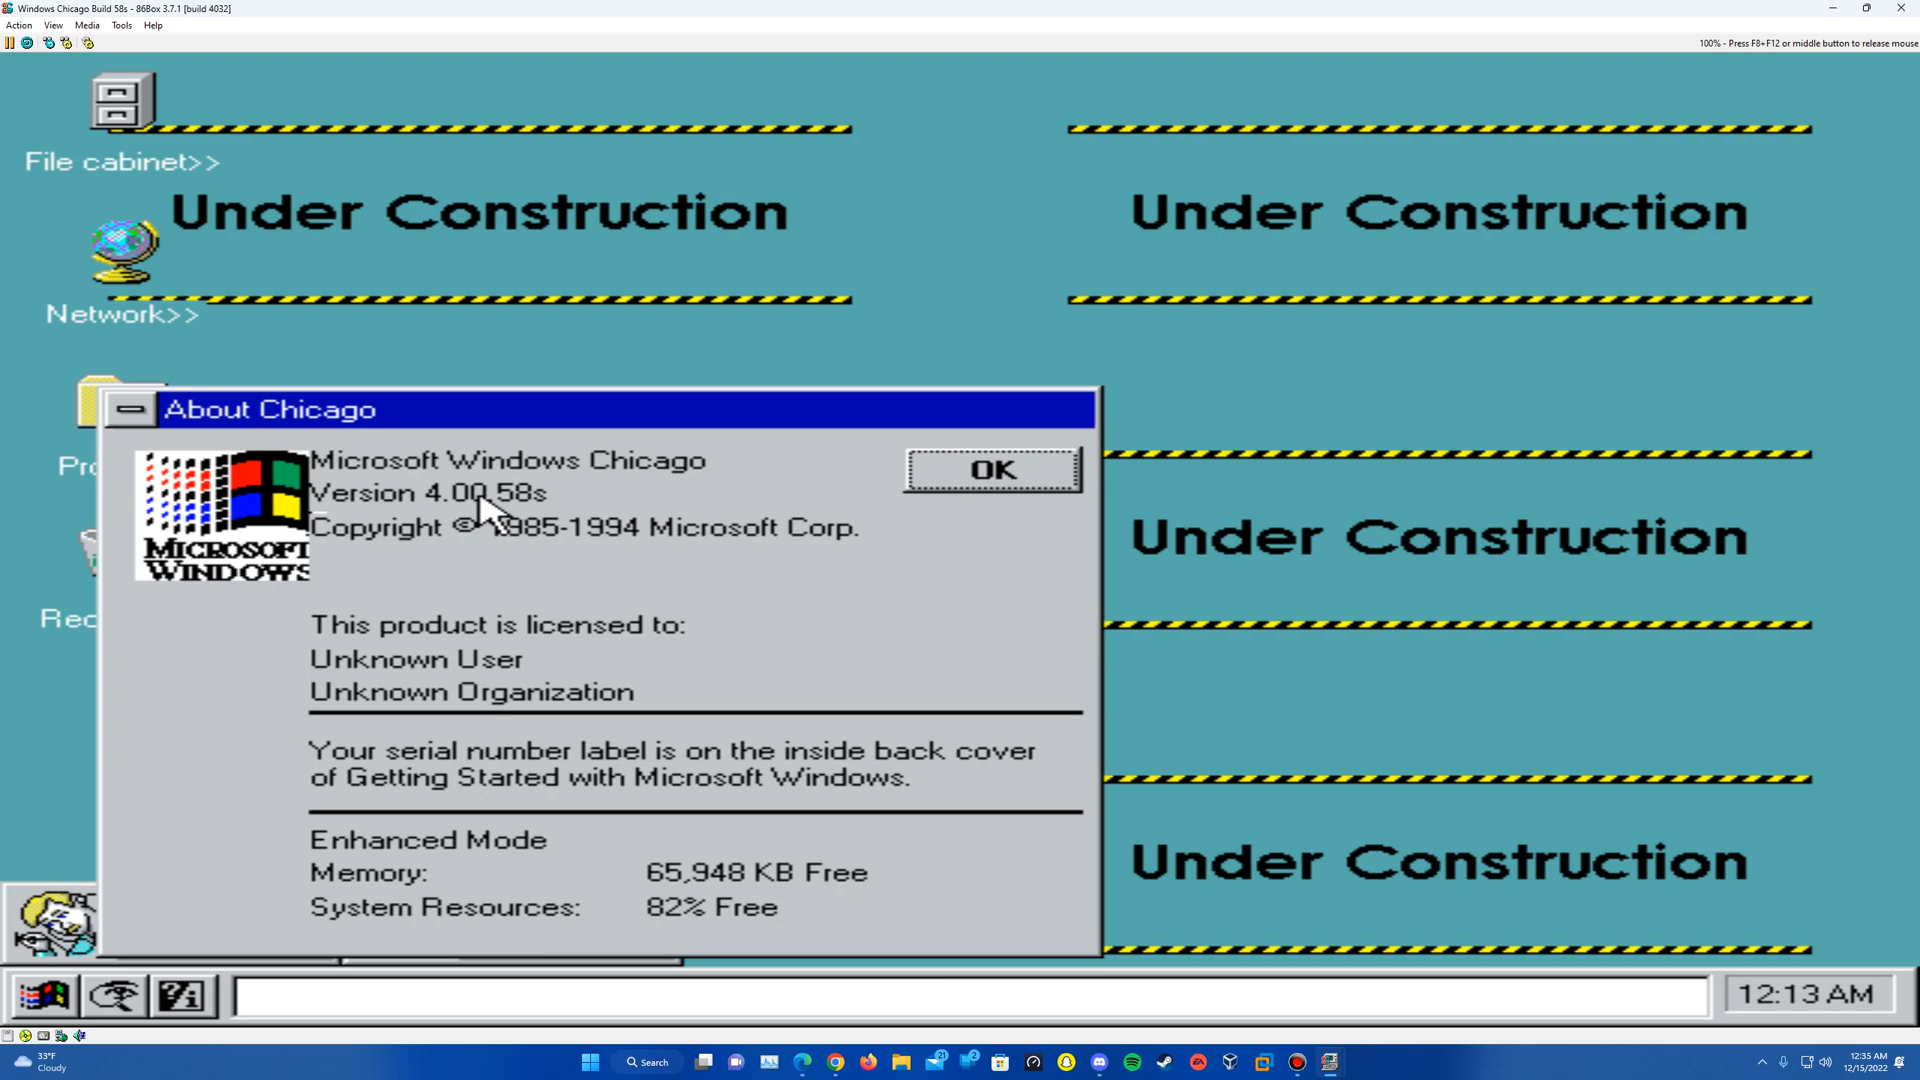 Windows Chicago Build 58s - 86Box 3.7.1 [build 4032]
Action View Media Tools Help
100% - Press F8+F12 or middle button to release mouse
File cabinet>>
Under Construction
Under Construction
Network>>
About Chicago
Microsoft Windows Chicago
OK
Version 4.00.58s
Copyright © 1985-1994 Microsoft Corp.
MICROSOFT
WINDOWS
Under Construction
This product is licensed to:
Unknown User
Unknown Organization
Your serial number label is on the inside back cover
of Getting Started with Microsoft Windows.
Enhanced Mode
Memory: 65,948 KB Free
System Resources: 82% Free
Under Construction
12:13 AM
33°F
Cloudy
Search
21
2
12:35 AM
12/15/2022